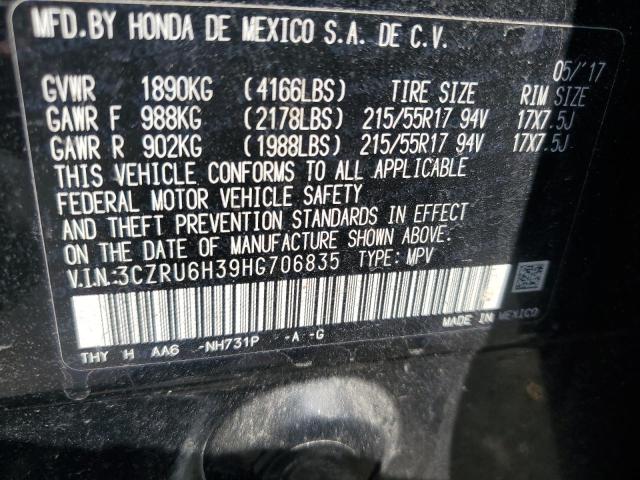 MFD. BY HONDA DE MEXICO S.A. DE C.V.
05/'17
GVWR 1890KG (4166LBS) TIRE SIZE RIM SIZE
GAWR F 988KG (2178LBS) 215/55R17 94V 17X7.5J
GAWR R 902KG (1988LBS) 215/55R17 94V 17X7.5J
THIS VEHICLE CONFORMS TO ALL APPLICABLE
FEDERAL MOTOR VEHICLE SAFETY
AND THEFT PREVENTION STANDARDS IN EFFECT
ON THE DATE OF MANUFACTURE SHOWN ABOVE.
V.I.N.:3CZRU6H39HG706835 TYPE: MPV
MADE IN MEXICO
THY H AA6 -NH731P -A -G